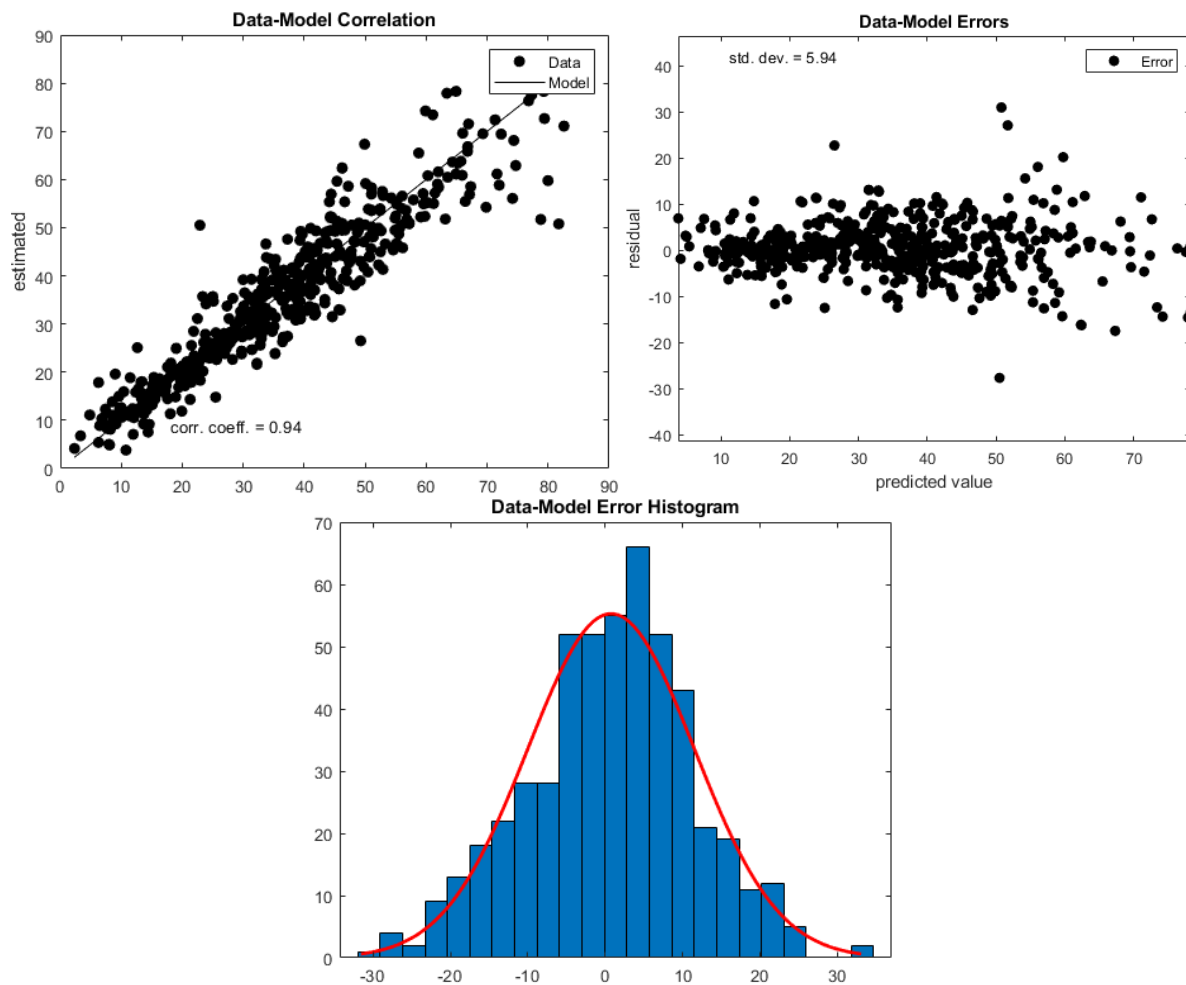 Data-Model Correlation
90
80
70
60
50
40
30
20
10
0
estimated
Data
Model
corr. coeff. = 0.94
0 10 20 30 40 50 60 70 80 90
Data-Model Errors
40
30
20
10
0
-10
-20
-30
-40
residual
std. dev. = 5.94
Error
10 20 30 40 50 60 70
predicted value
Data-Model Error Histogram
70
60
50
40
30
20
10
0
-30 -20 -10 0 10 20 30